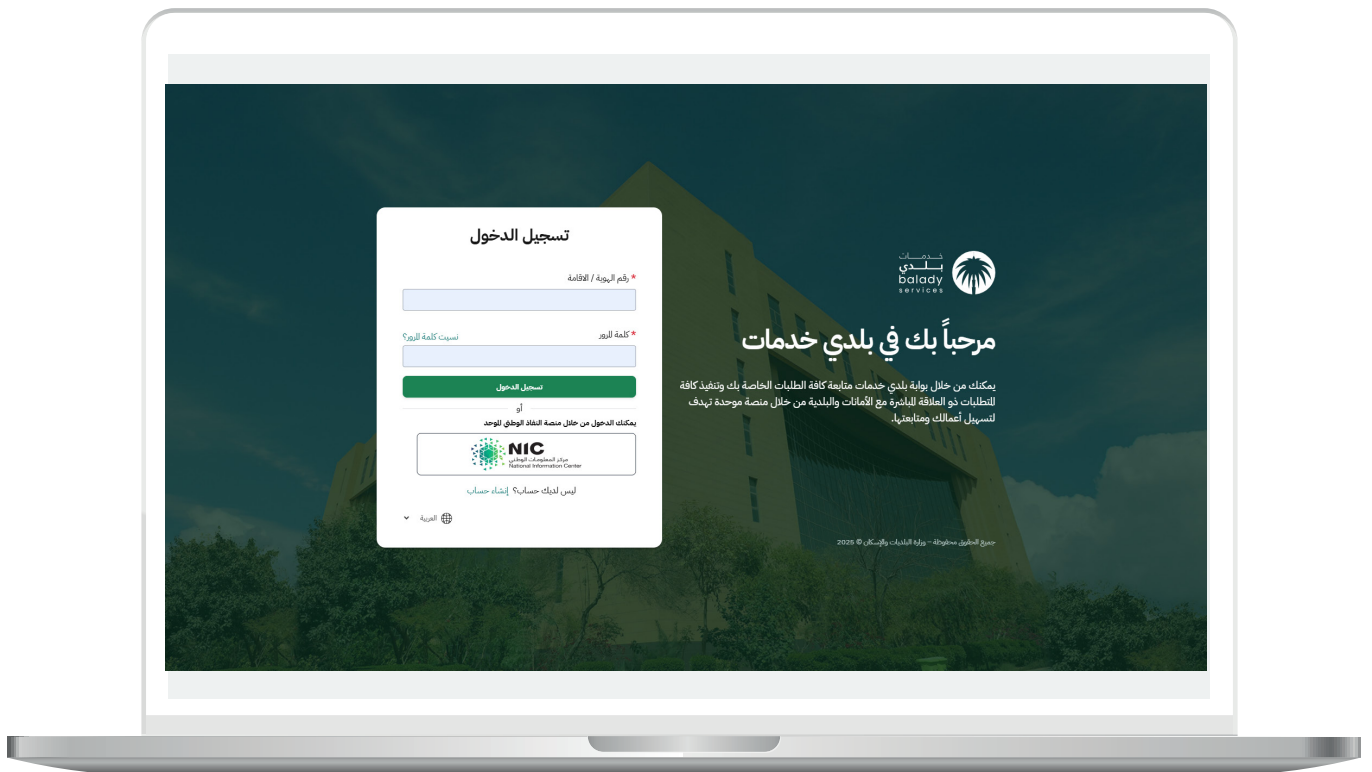 خدمات
بلدي
balady
services
مرحباً بك في بلدي خدمات
يمكنك من خلال بوابة بلدي خدمات متابعة كافة الطلبات الخاصة بك وتنفيذ كافة
المتطلبات ذو العلاقة المباشرة مع الأمانات والبلدية من خلال منصة موحدة تهدف
لتسهيل أعمالك ومتابعتها.
جميع الحقوق محفوظة – وزارة البلديات والإسكان © 2025
تسجيل الدخول
* رقم الهوية / الاقامة
* كلمة المرور نسيت كلمة المرور؟
تسجيل الدخول
أو
يمكنك الدخول من خلال منصة النفاذ الوطني الموحد
NIC
مركز المعلومات الوطني
National Information Center
ليس لديك حساب؟ إنشاء حساب
العربية